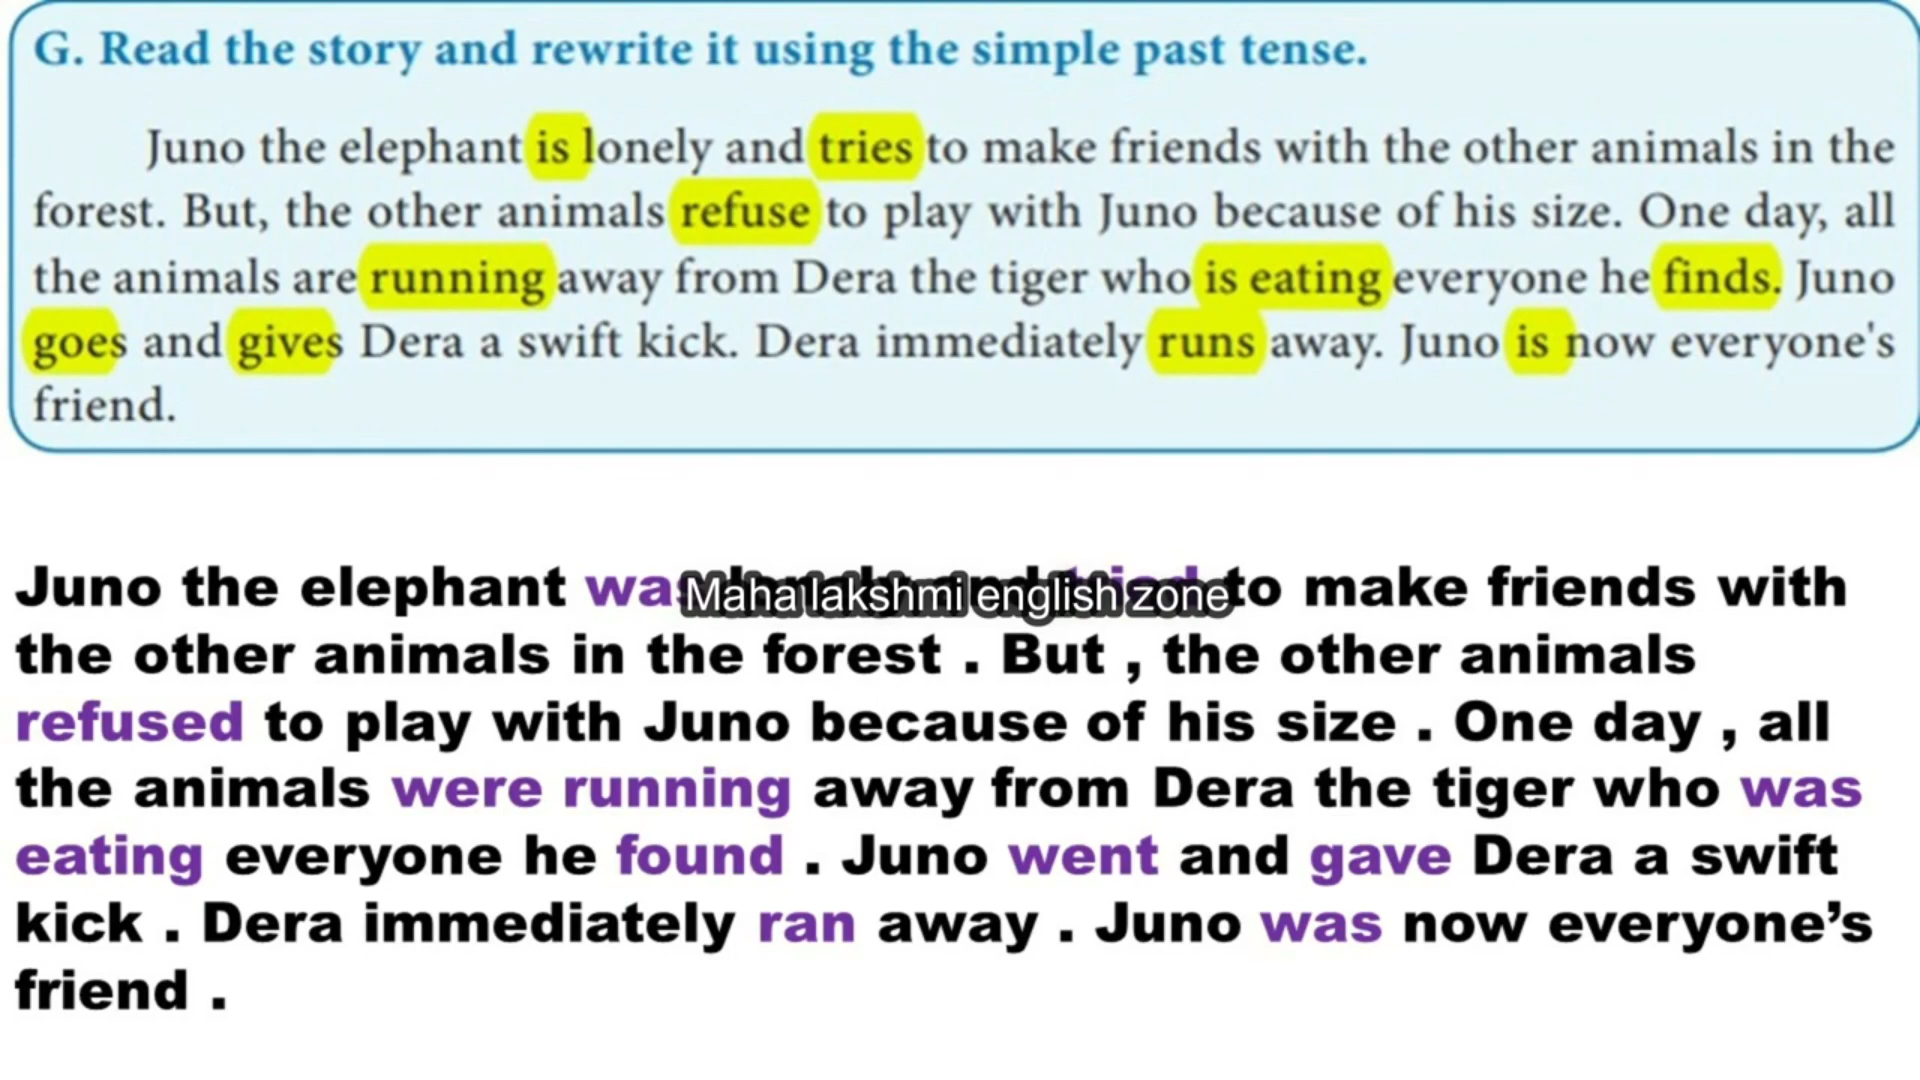 G. Read the story and rewrite it using the simple past tense.
Juno the elephant is lonely and tries to make friends with the other animals in the
forest. But, the other animals refuse to play with Juno because of his size. One day, all
the animals are running away from Dera the tiger who is eating everyone he finds. Juno
goes and gives Dera a swift kick. Dera immediately runs away. Juno is now everyone's
friend.
Juno the elephant was to make friends with
Mahalakshmi english zone
the other animals in the forest . But , the other animals
refused to play with Juno because of his size . One day , all
the animals were running away from Dera the tiger who was
eating everyone he found . Juno went and gave Dera a swift
kick . Dera immediately ran away . Juno was now everyone’s
friend .